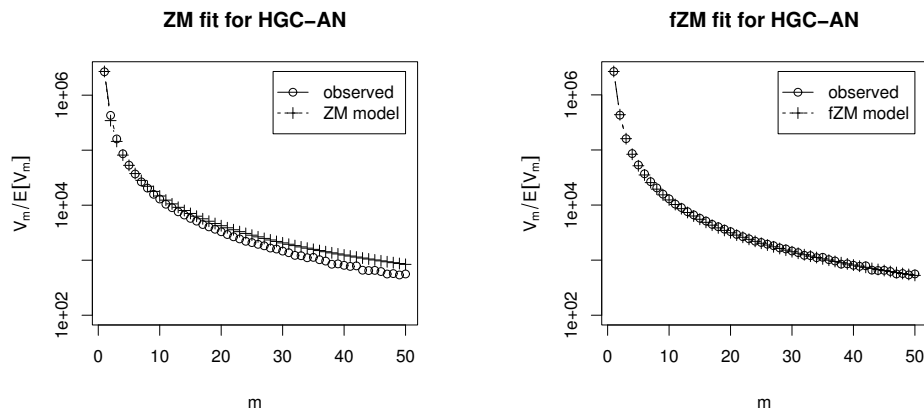 ZM fit for HGC−AN
Vm/E[Vm]
1e+06
1e+04
1e+02
observed
ZM model
0 10 20 30 40 50
m
fZM fit for HGC−AN
Vm/E[Vm]
1e+06
1e+04
1e+02
observed
fZM model
0 10 20 30 40 50
m